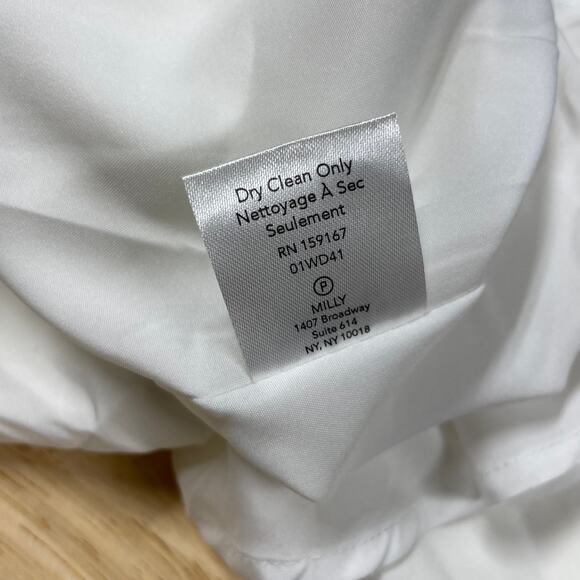 Dry Clean Only
Nettoyage À Sec
Seulement
RN 159167
01WD41
P
MILLY
1407 Broadway
Suite 614
NY, NY 10018